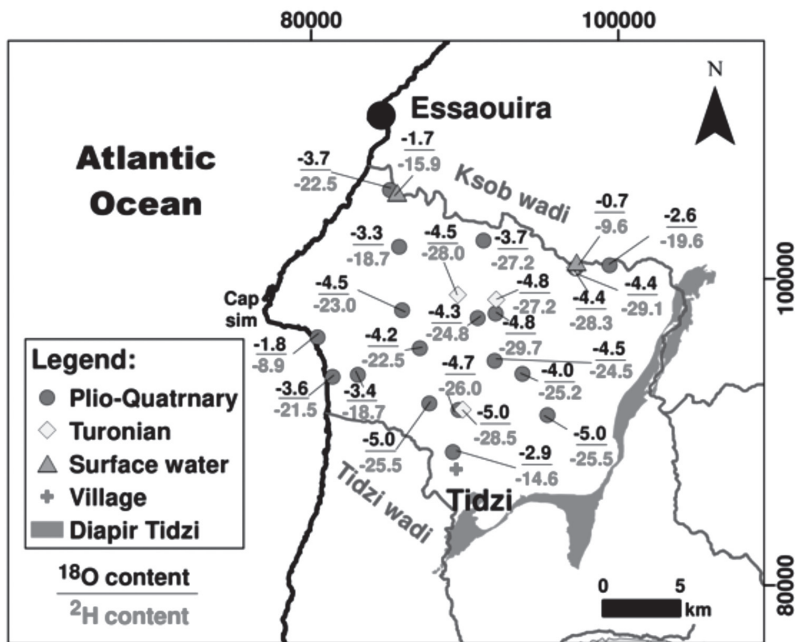 80000
100000
N
Essaouira
Atlantic
Ocean
-1.7
-15.9
-3.7
-22.5
Ksob wadi
-0.7
-9.6
-2.6
-19.6
-3.3
-18.7
-4.5
-28.0
-3.7
-27.2
100000
-4.5
-23.0
-4.8
-27.2
-4.4
-28.3
-4.4
-29.1
Cap
sim
-4.3
-24.8
-4.8
-29.7
-1.8
-8.9
-4.2
-22.5
-4.5
-24.5
-4.7
-26.0
-4.0
-25.2
-3.6
-21.5
-3.4
-18.7
-5.0
-28.5
-5.0
-25.5
-5.0
-25.5
-2.9
-14.6
Tidzi wadi
Tidzi
Legend:
Plio-Quatrnary
Turonian
Surface water
Village
Diapir Tidzi
18O content
2H content
0 5
km
80000